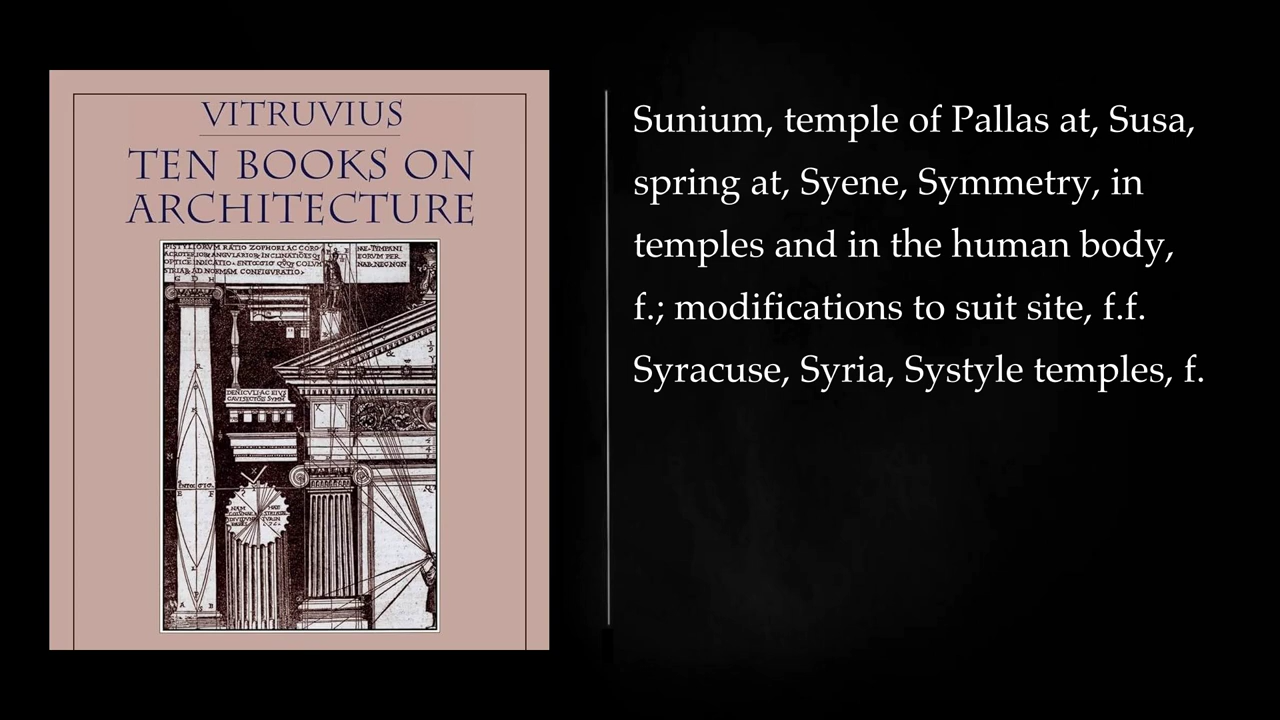 VITRUVIUS
TEN BOOKS ON
ARCHITECTURE
Sunium, temple of Pallas at, Susa,
spring at, Syene, Symmetry, in
temples and in the human body,
f.; modifications to suit site, f.f.
Syracuse, Syria, Systyle temples, f.